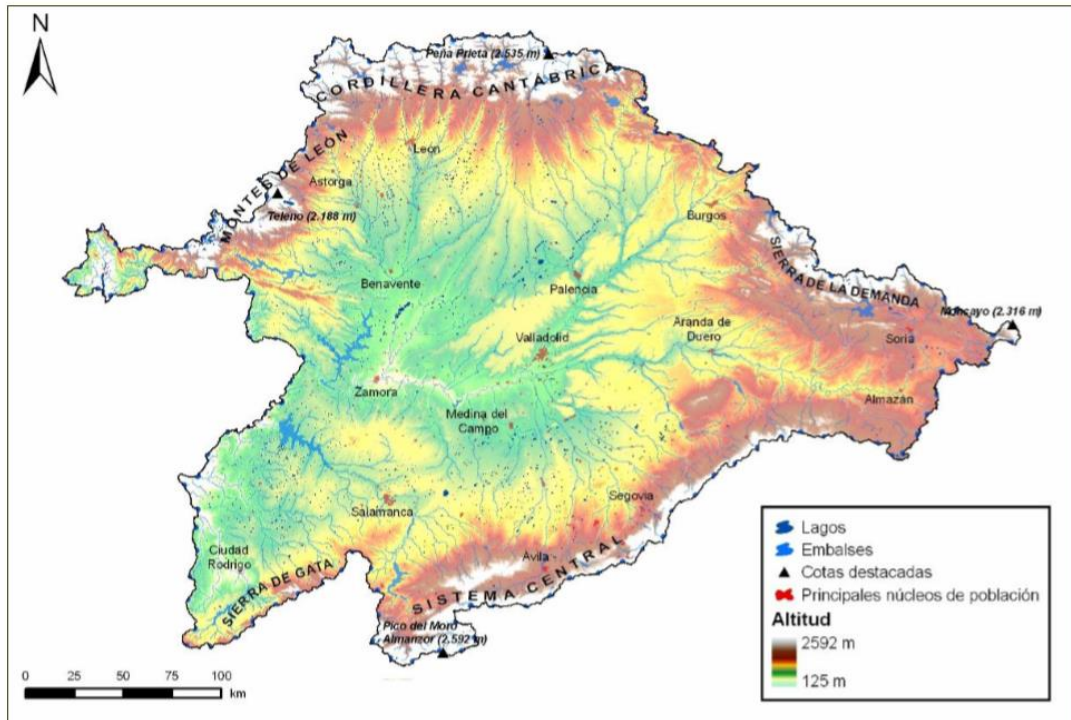 N
Peña Prieta (2.535 m)
CORDILLERA CANTÁBRICA
MONTES DE LEÓN
León
Astorga
Teleno (2.188 m)
Burgos
SIERRA DE LA DEMANDA
Benavente
Palencia
Moncayo (2.316 m)
Valladolid
Aranda de
Duero
Soria
Zamora
Almazán
Medina del
Campo
Segovia
Salamanca
Ciudad
Rodrigo
Ávila
SIERRA DE GATA
SISTEMA CENTRAL
Pico del Moro
Almanzor (2.592 m)
0 25 50 75 100
km
Lagos
Embalses
Cotas destacadas
Principales núcleos de población
Altitud
2592 m
125 m